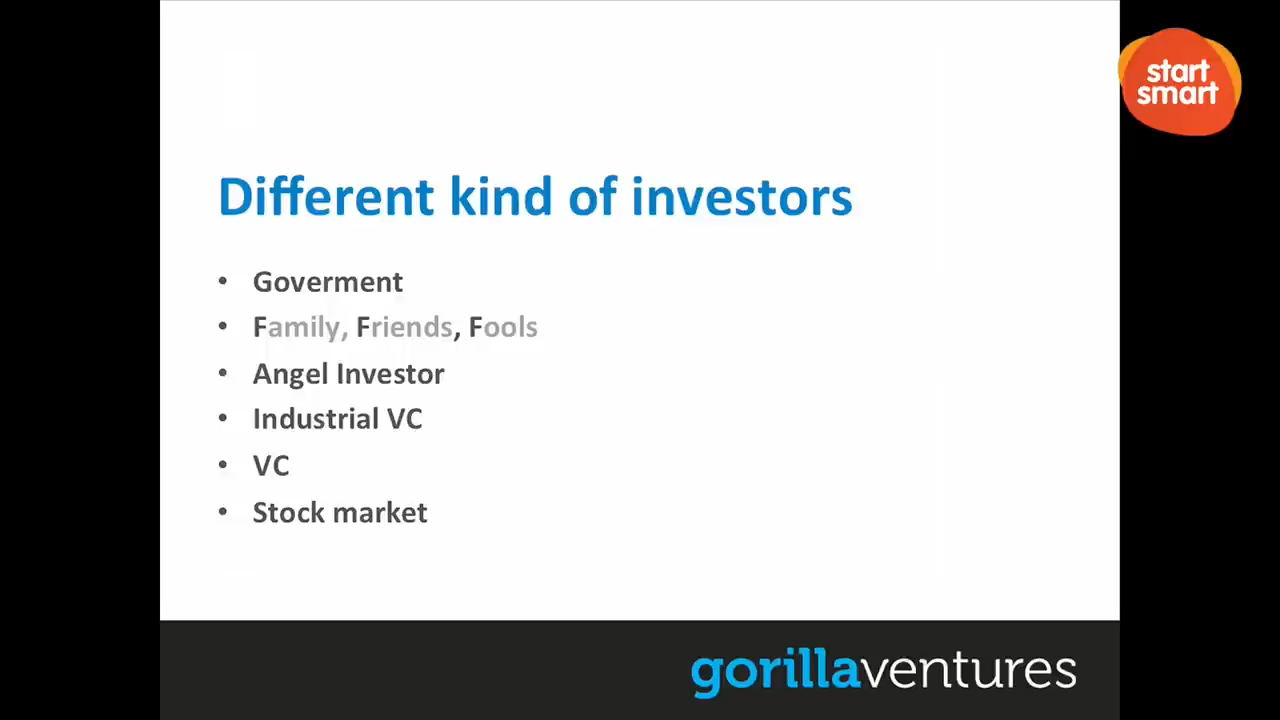 start
smart
Different kind of investors
• Goverment
• Family, Friends, Fools
• Angel Investor
• Industrial VC
• VC
• Stock market
gorillaventures